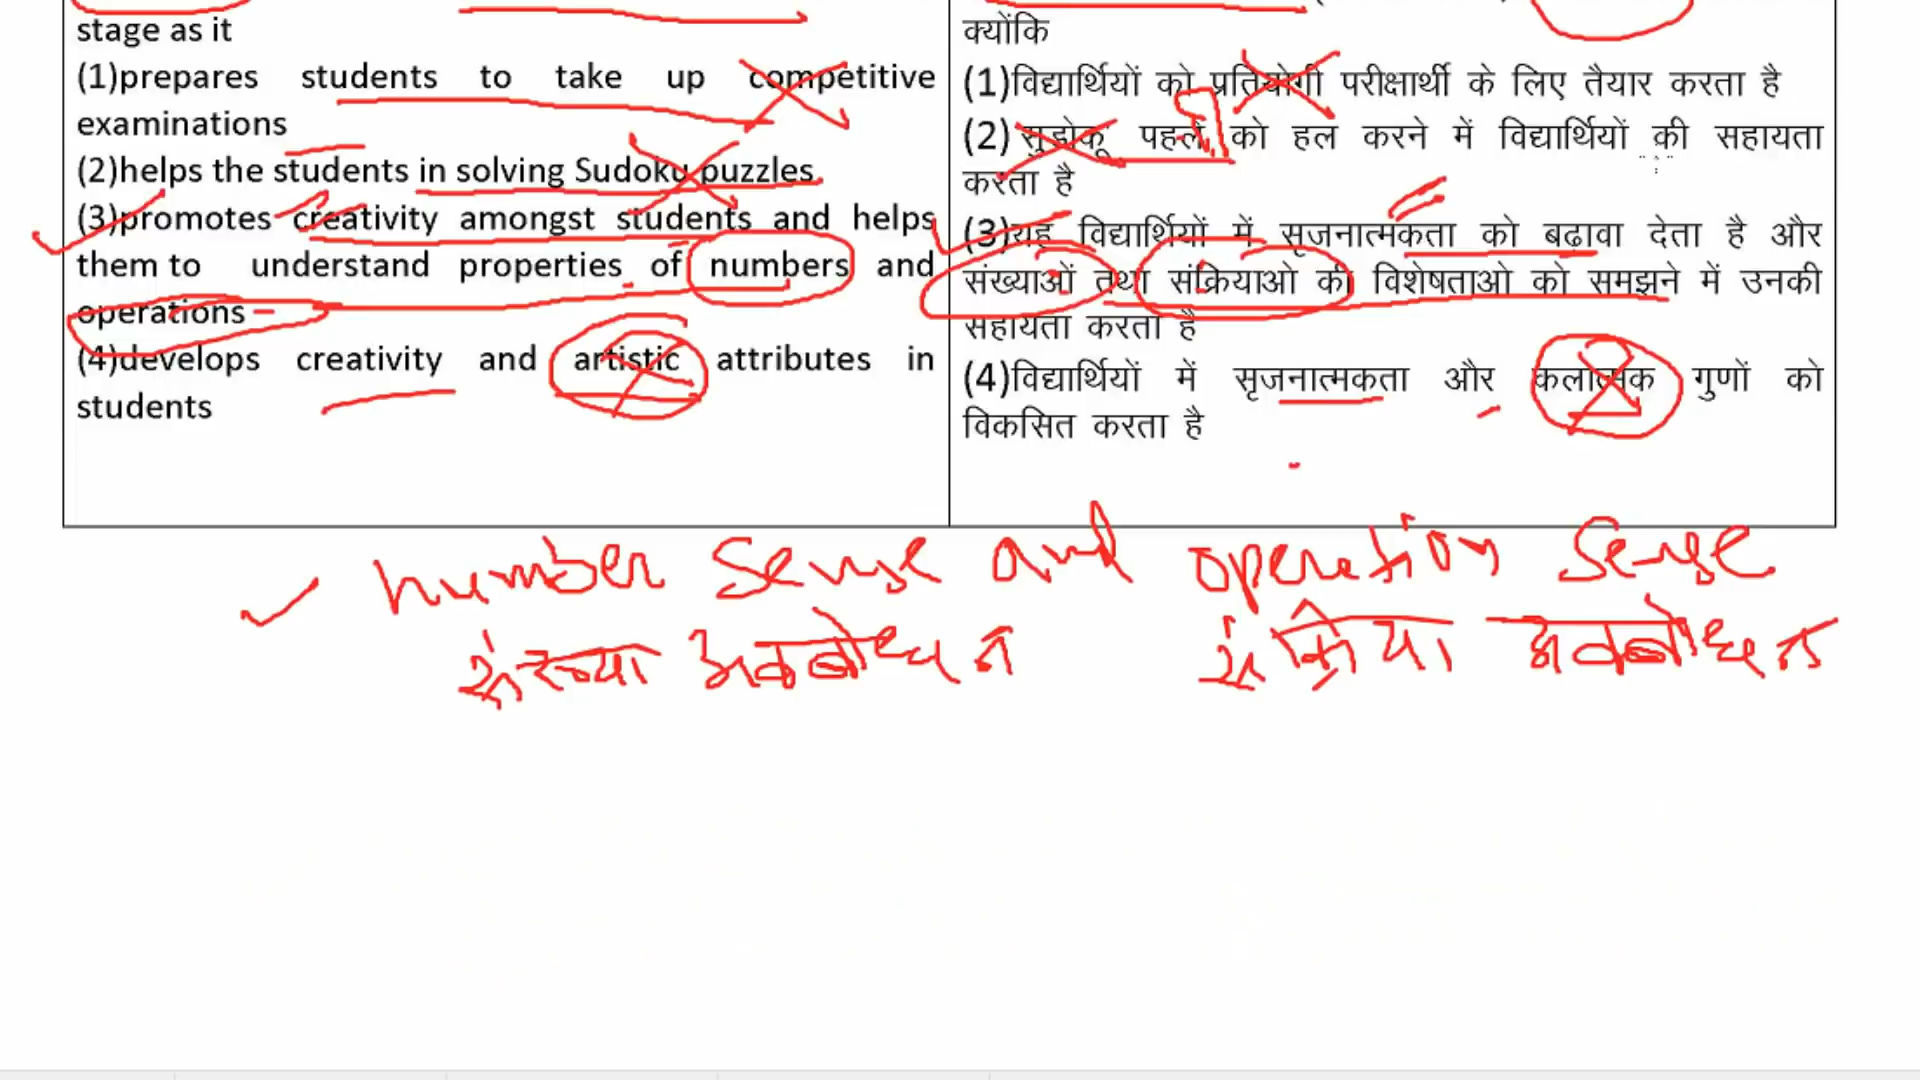 stage as it
(1)prepares students to take up competitive
examinations
(2)helps the students in solving Sudoku puzzles.
(3)promotes creativity amongst students and helps
them to understand properties of numbers and
operations
(4)develops creativity and artistic attributes in
students
क्योंकि
(1)विद्यार्थियों को प्रतियोगी परीक्षार्थी के लिए तैयार करता है
(2) सुडोकू पहले को हल करने में विद्यार्थियों की सहायता
करता है
(3)यह विद्यार्थियों में सृजनात्मकता को बढ़ावा देता है और
संख्याओं तथा संक्रियाओ की विशेषताओ को समझने में उनकी
सहायता करता है
(4)विद्यार्थियों में सृजनात्मकता और कलात्मक गुणों को
विकसित करता है
number sense and operation sense
संख्या अवबोधन संक्रिया अवबोधन